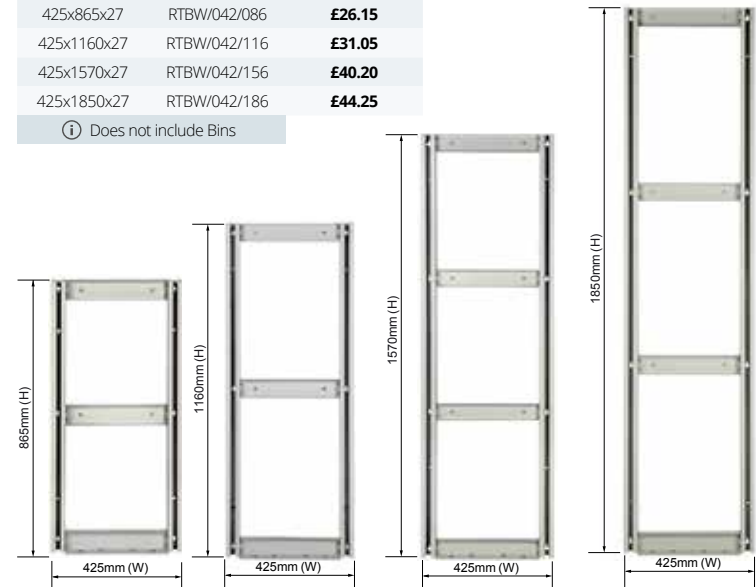 425x865x27 RTBW/042/086 £26.15
425x1160x27 RTBW/042/116 £31.05
425x1570x27 RTBW/042/156 £40.20
425x1850x27 RTBW/042/186 £44.25
i Does not include Bins
865mm (H)
1160mm (H)
1570mm (H)
1850mm (H)
425mm (W)
425mm (W)
425mm (W)
425mm (W)